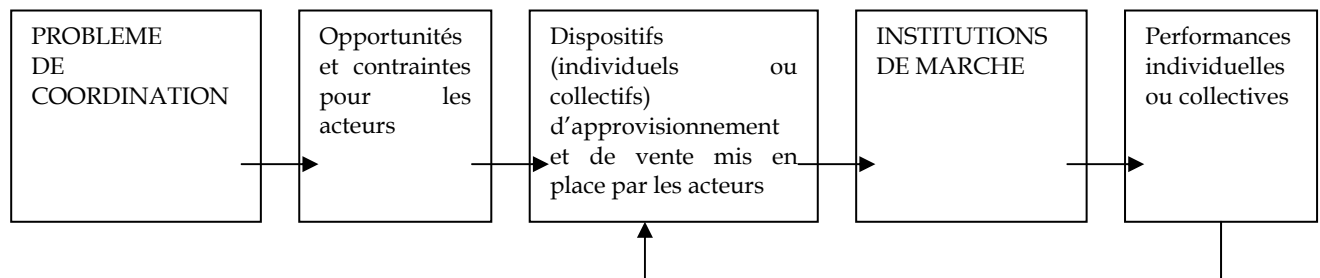 PROBLEME
DE
COORDINATION
Opportunités
et contraintes
pour les
acteurs
Dispositifs
(individuels ou
collectifs)
d'approvisionnement
et de vente mis en
place par les acteurs
INSTITUTIONS
DE MARCHE
Performances
individuelles
ou collectives